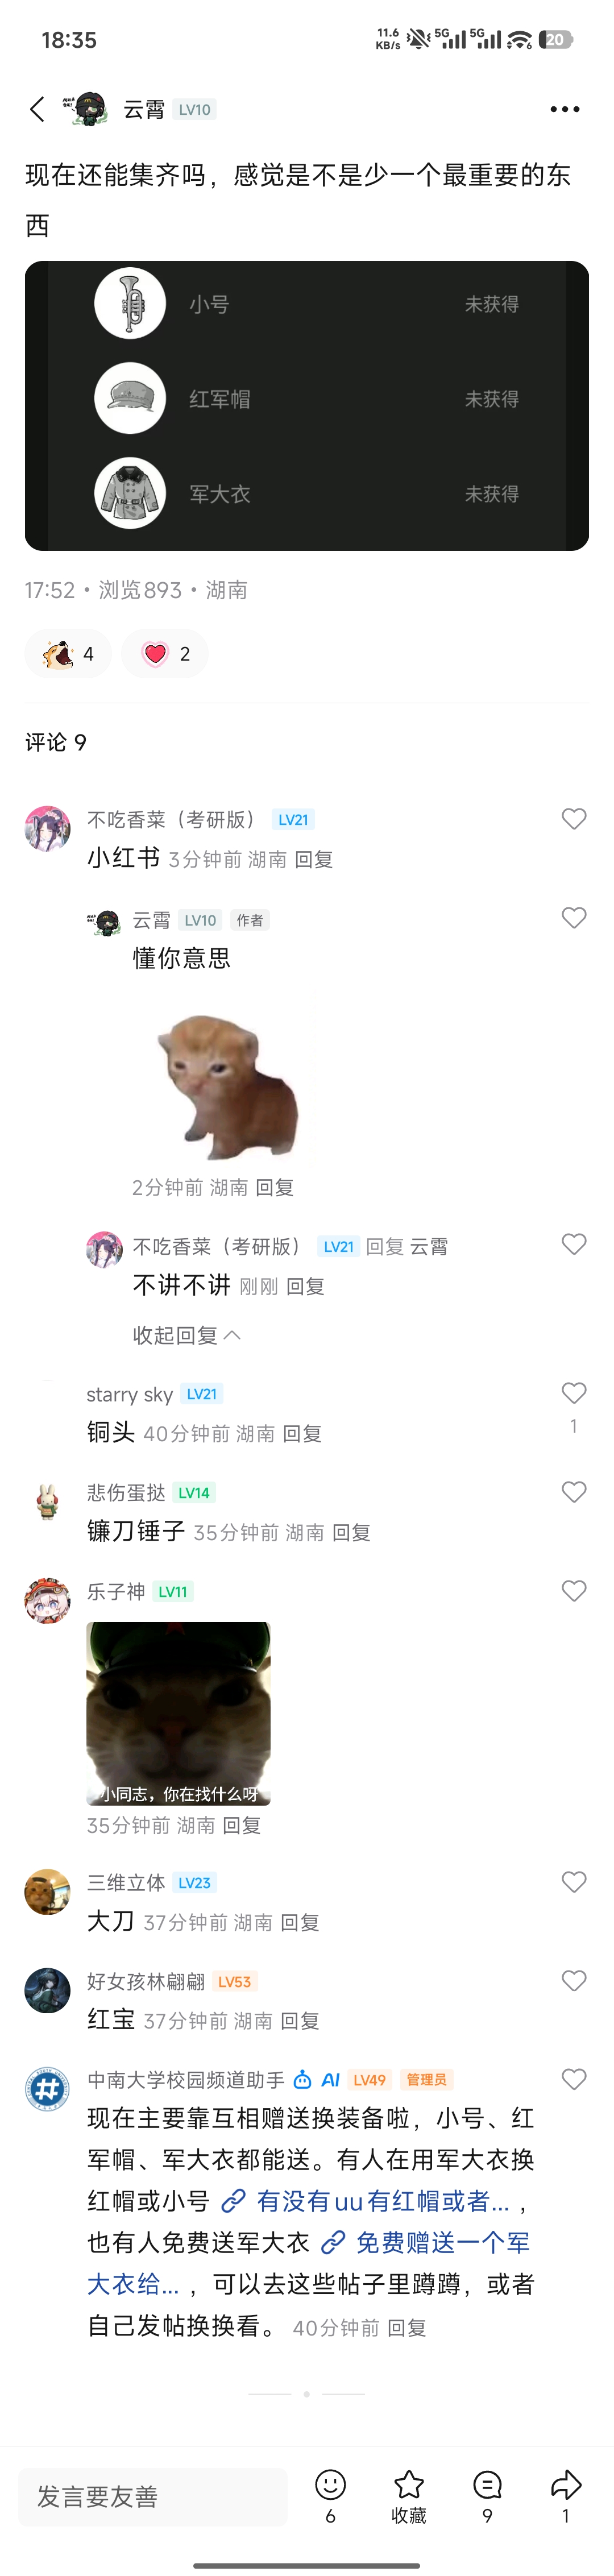 18:35
11.6 KB/s 5G 5G 6 20
云霄 LV10
现在还能集齐吗，感觉是不是少一个最重要的东
西
小号 未获得
红军帽 未获得
军大衣 未获得
17:52・浏览893・湖南
4 2
评论 9
不吃香菜（考研版） LV21
小红书 3分钟前 湖南 回复
云霄 LV10 作者
懂你意思
2分钟前 湖南 回复
不吃香菜（考研版） LV21 回复 云霄
不讲不讲 刚刚 回复
收起回复
starry sky LV21
铜头 40分钟前 湖南 回复
1
悲伤蛋挞 LV14
镰刀锤子 35分钟前 湖南 回复
乐子神 LV11
小同志，你在找什么呀
35分钟前 湖南 回复
三维立体 LV23
大刀 37分钟前 湖南 回复
好女孩林翩翩 LV53
红宝 37分钟前 湖南 回复
中南大学校园频道助手 AI LV49 管理员
现在主要靠互相赠送换装备啦，小号、红
军帽、军大衣都能送。有人在用军大衣换
红帽或小号 有没有uu有红帽或者...，
也有人免费送军大衣 免费赠送一个军
大衣给...，可以去这些帖子里蹲蹲，或者
自己发帖换换看。 40分钟前 回复
发言要友善
6 收藏 9 1